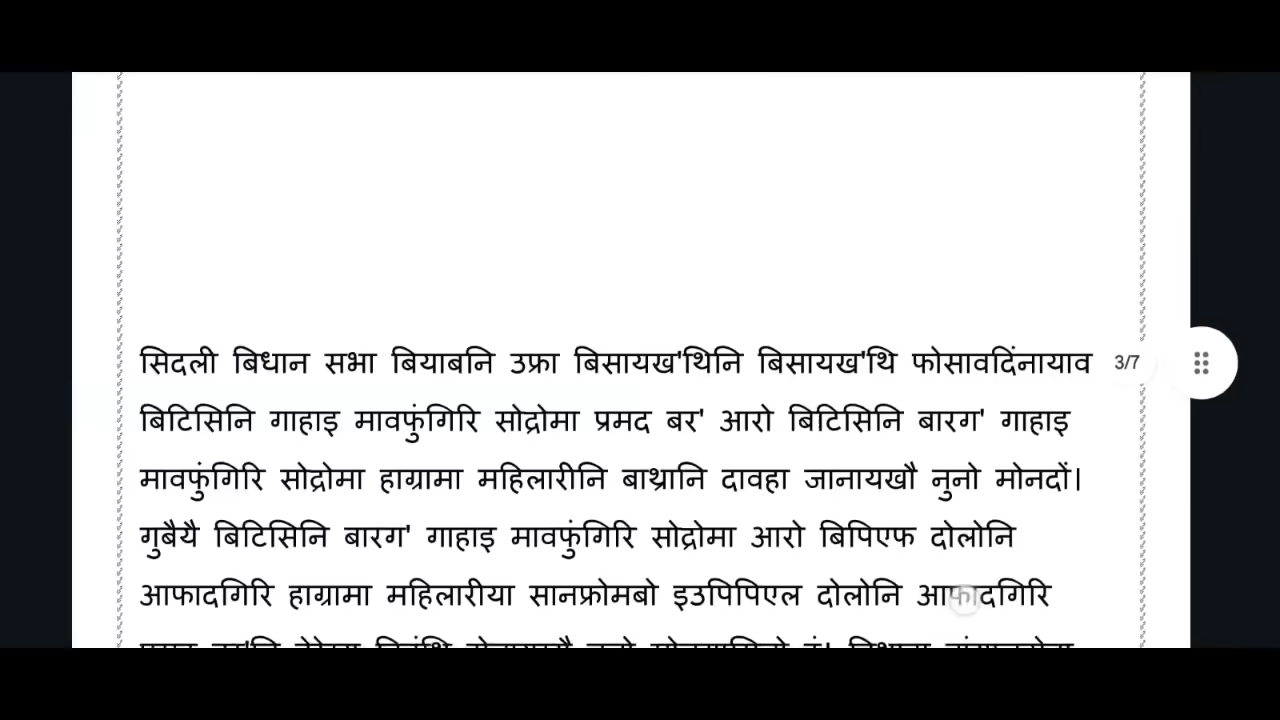 सिदली बिधान सभा बियाबनि उफ्रा बिसायख'थिनि बिसायख'थि फोसावदिंनायाव
3/7
बिटिसिनि गाहाइ मावफुंगिरि सोद्रोमा प्रमद बर' आरो बिटिसिनि बारग' गाहाइ
मावफुंगिरि सोद्रोमा हाग्रामा महिलारीनि बाथ्रानि दावहा जानायखौ नुनो मोनदों।
गुबैयै बिटिसिनि बारग' गाहाइ मावफुंगिरि सोद्रोमा आरो बिपिएफ दोलोनि
आफादगिरि हाग्रामा महिलारीया सानफ्रोमबो इउपिपिएल दोलोनि आफादगिरि